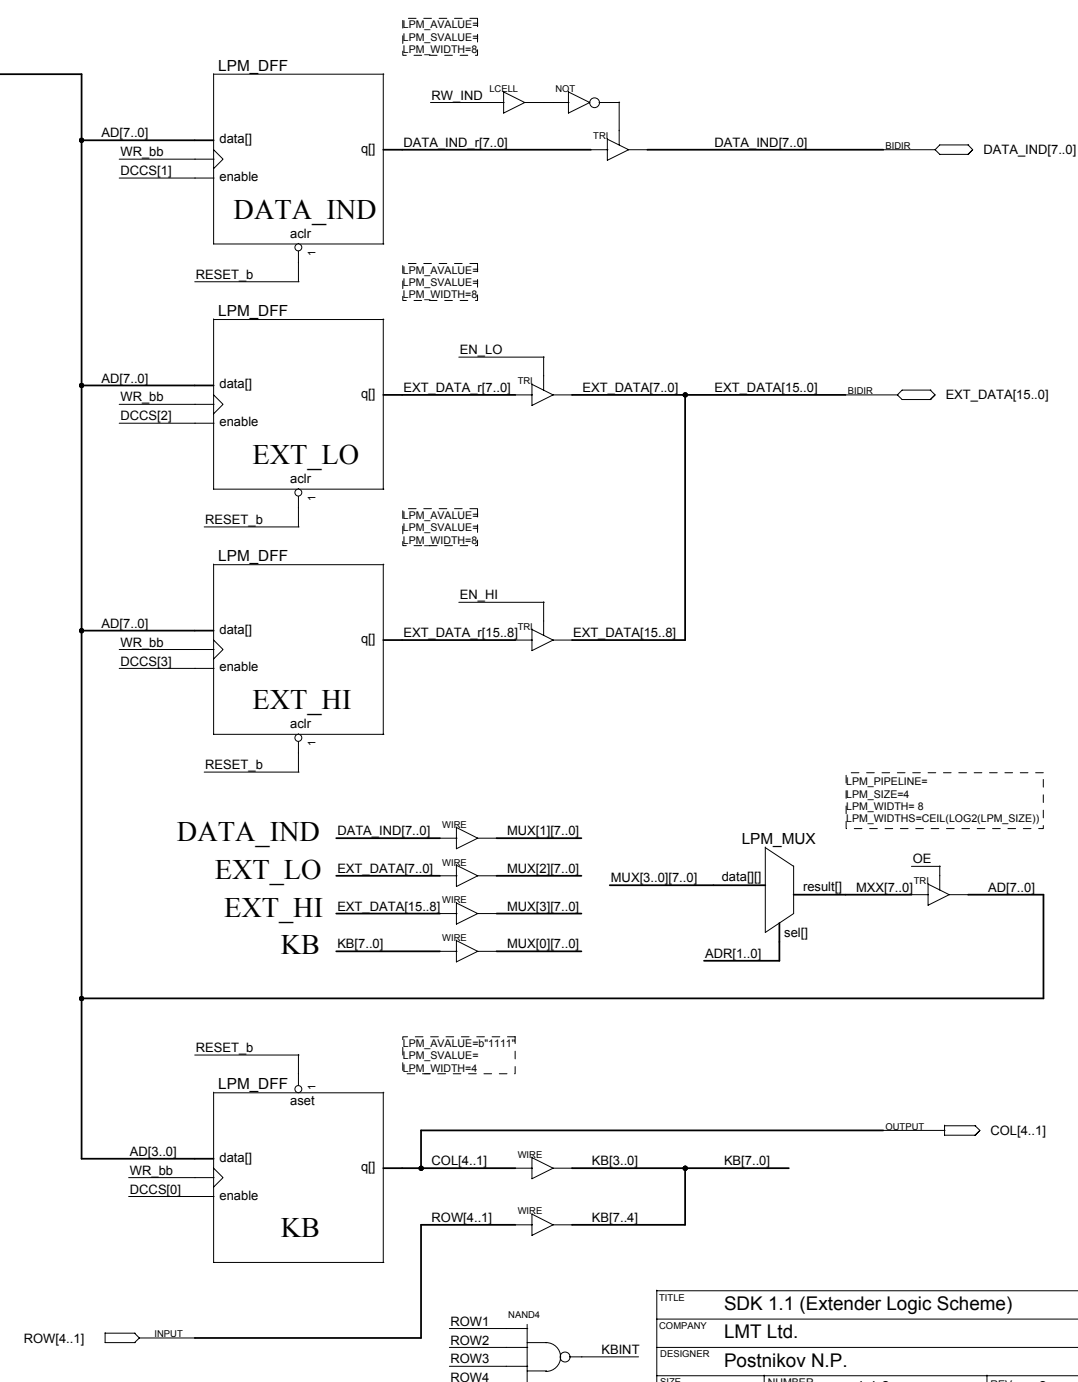 LPM_AVALUE=
LPM_SVALUE=
LPM_WIDTH=8
LPM_DFF
RW_IND
LCELL
NOT
AD[7..0]
data[]
WR_bb
DCCS[1]
enable
q[]
DATA_IND_r[7..0]
TRI
DATA_IND[7..0]
BIDIR
DATA_IND[7..0]
DATA_IND
aclr
1
RESET_b
LPM_AVALUE=
LPM_SVALUE=
LPM_WIDTH=8
LPM_DFF
EN_LO
AD[7..0]
data[]
WR_bb
DCCS[2]
enable
q[]
EXT_DATA_r[7..0]
TRI
EXT_DATA[7..0]
EXT_DATA[15..0]
BIDIR
EXT_DATA[15..0]
EXT_LO
aclr
1
RESET_b
LPM_AVALUE=
LPM_SVALUE=
LPM_WIDTH=8
LPM_DFF
EN_HI
AD[7..0]
data[]
WR_bb
DCCS[3]
enable
q[]
EXT_DATA_r[15..8]
TRI
EXT_DATA[15..8]
EXT_HI
aclr
1
RESET_b
LPM_PIPELINE=
LPM_SIZE=4
LPM_WIDTH= 8
LPM_WIDTHS=CEIL(LOG2(LPM_SIZE))
DATA_IND
DATA_IND[7..0]
WIRE
MUX[1][7..0]
EXT_LO
EXT_DATA[7..0]
WIRE
MUX[2][7..0]
EXT_HI
EXT_DATA[15..8]
WIRE
MUX[3][7..0]
KB
KB[7..0]
WIRE
MUX[0][7..0]
LPM_MUX
MUX[3..0][7..0]
data[][]
result[]
MXX[7..0]
OE
TRI
AD[7..0]
sel[]
ADR[1..0]
LPM_AVALUE=b"1111"
LPM_SVALUE=
LPM_WIDTH=4
RESET_b
LPM_DFF
1
aset
AD[3..0]
data[]
WR_bb
DCCS[0]
enable
q[]
KB
COL[4..1]
WIRE
KB[3..0]
KB[7..0]
OUTPUT
COL[4..1]
ROW[4..1]
WIRE
KB[7..4]
ROW[4..1]
INPUT
ROW1
ROW2
ROW3
ROW4
NAND4
KBINT
TITLE
SDK 1.1 (Extender Logic Scheme)
COMPANY
LMT Ltd.
DESIGNER
Postnikov N.P.